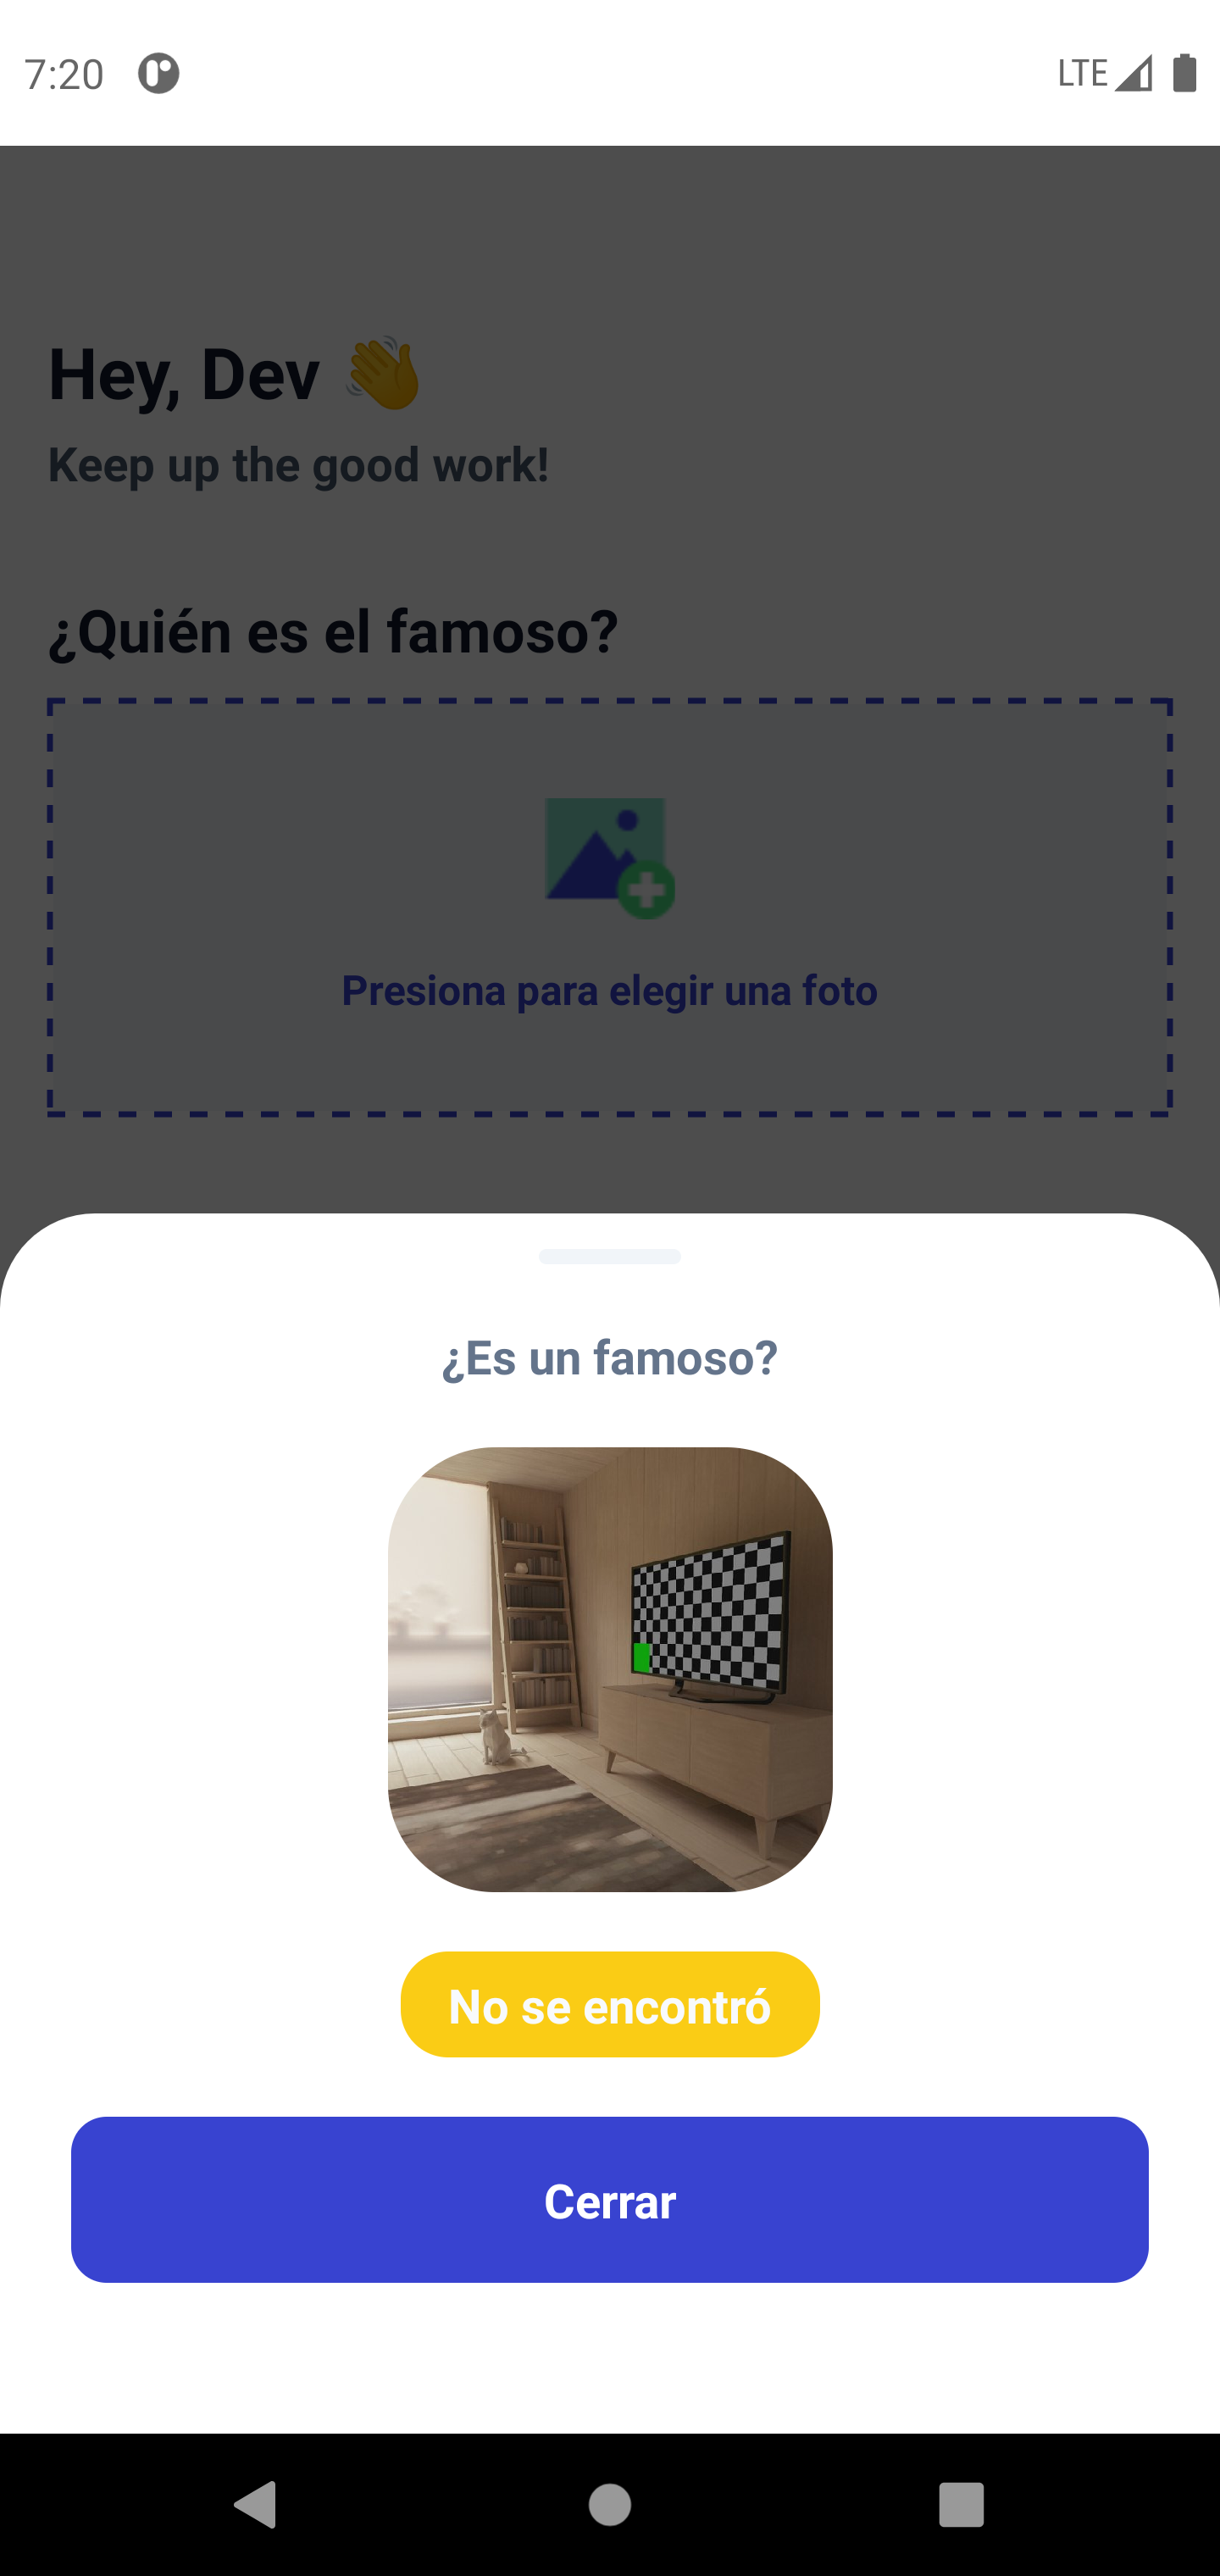 7:20
LTE
Hey, Dev 👋
Keep up the good work!
¿Quién es el famoso?
Presiona para elegir una foto
¿Es un famoso?
No se encontró
Cerrar